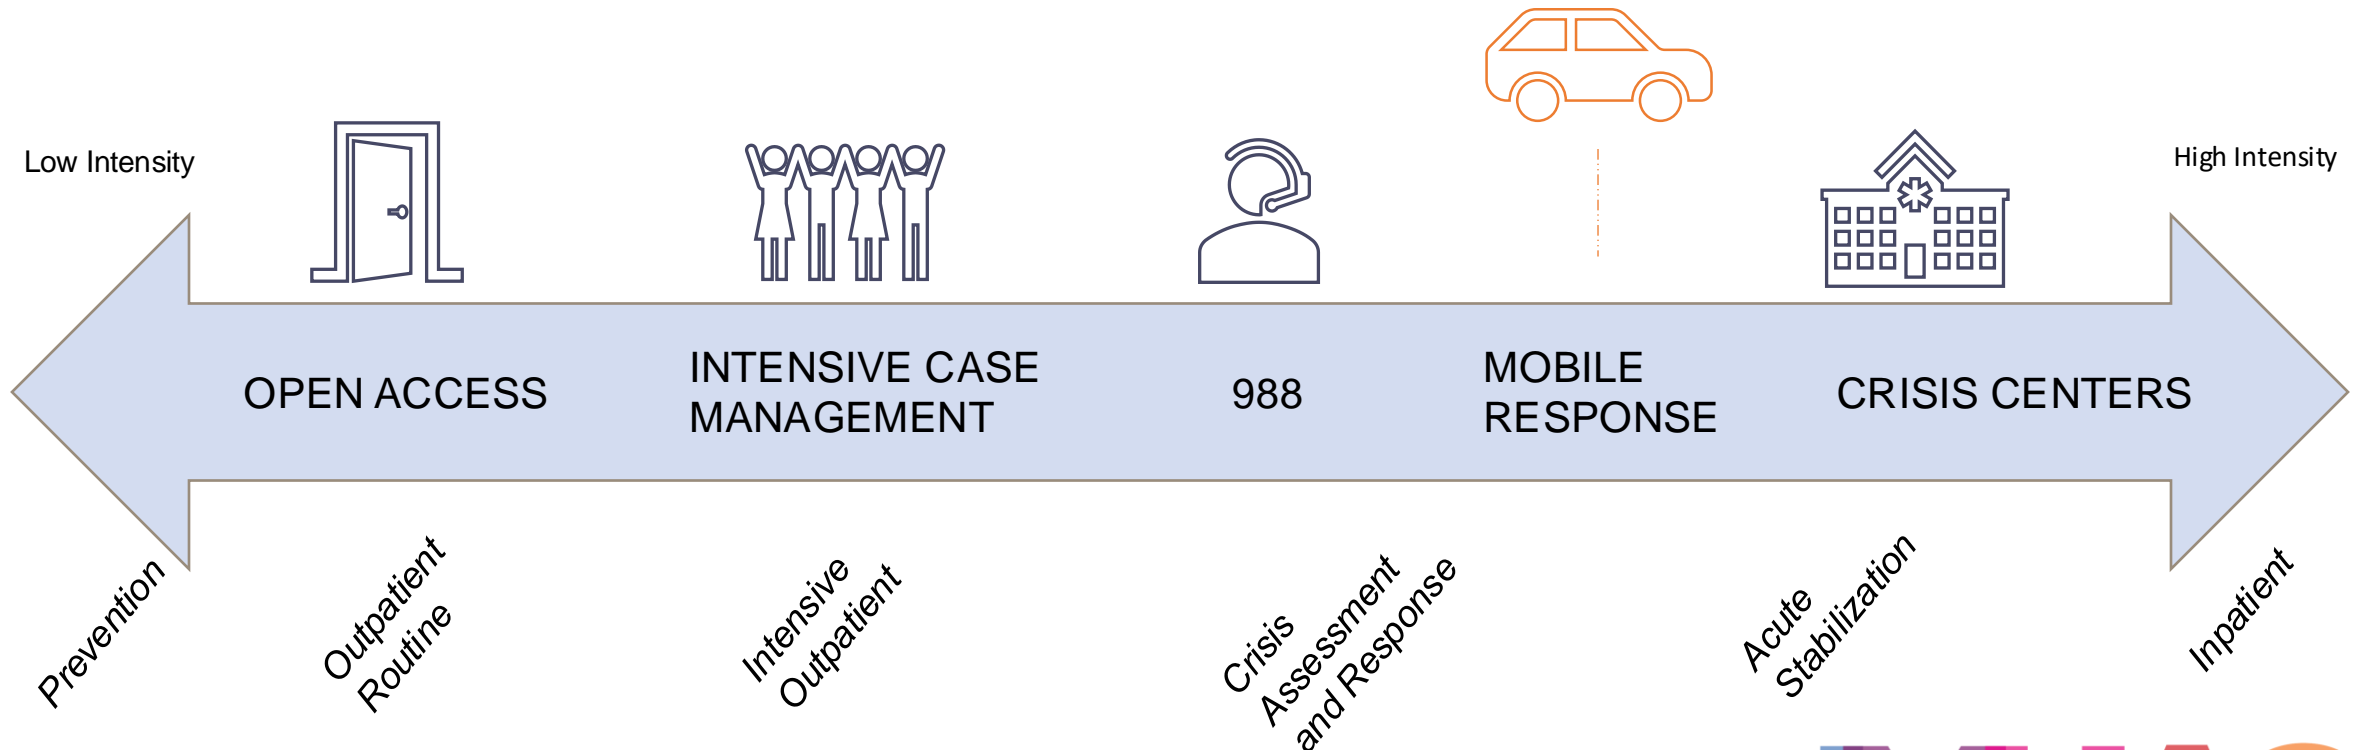 Low Intensity
High Intensity
OPEN ACCESS
INTENSIVE CASE
MANAGEMENT
988
MOBILE
RESPONSE
CRISIS CENTERS
Prevention
Outpatient
Routine
Intensive
Outpatient
Crisis
Assessment
and Response
Acute
Stabilization
Inpatient